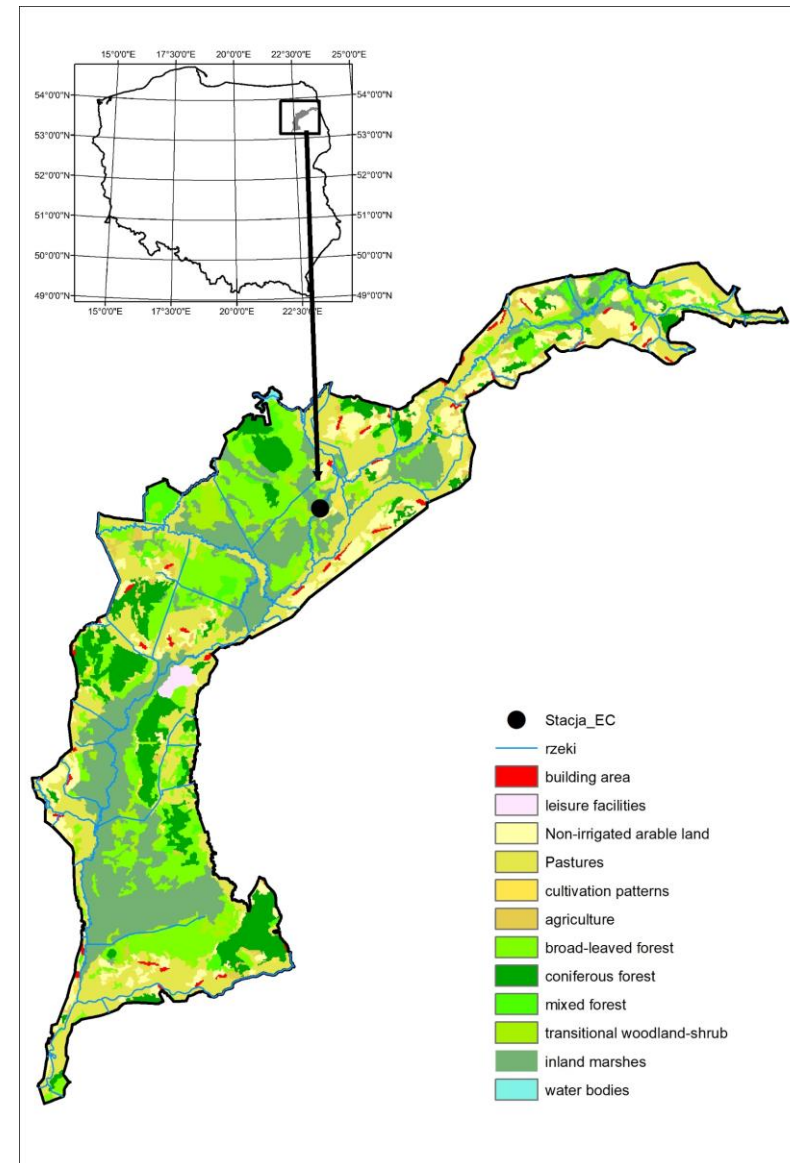 15°0'0"E 17°30'0"E 20°0'0"E 22°30'0"E 25°0'0"E
54°0'0"N 54°0'0"N
53°0'0"N 53°0'0"N
52°0'0"N 52°0'0"N
51°0'0"N 51°0'0"N
50°0'0"N 50°0'0"N
49°0'0"N 49°0'0"N
15°0'0"E 17°30'0"E 20°0'0"E 22°30'0"E
Stacja_EC
rzeki
building area
leisure facilities
Non-irrigated arable land
Pastures
cultivation patterns
agriculture
broad-leaved forest
coniferous forest
mixed forest
transitional woodland-shrub
inland marshes
water bodies